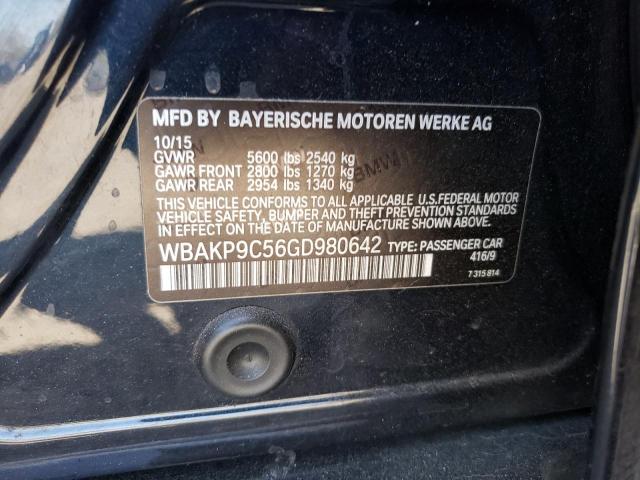 MFD BY BAYERISCHE MOTOREN WERKE AG
10/15
GVWR 5600 lbs 2540 kg
GAWR FRONT 2800 lbs 1270 kg
GAWR REAR 2954 lbs 1340 kg
THIS VEHICLE CONFORMS TO ALL APPLICABLE U.S.FEDERAL MOTOR
VEHICLE SAFETY, BUMPER AND THEFT PREVENTION STANDARDS
IN EFFECT ON THE DATE OF MANUFACTURE SHOWN ABOVE.
WBAKP9C56GD980642 TYPE: PASSENGER CAR
416/9
7 315 814
BMW